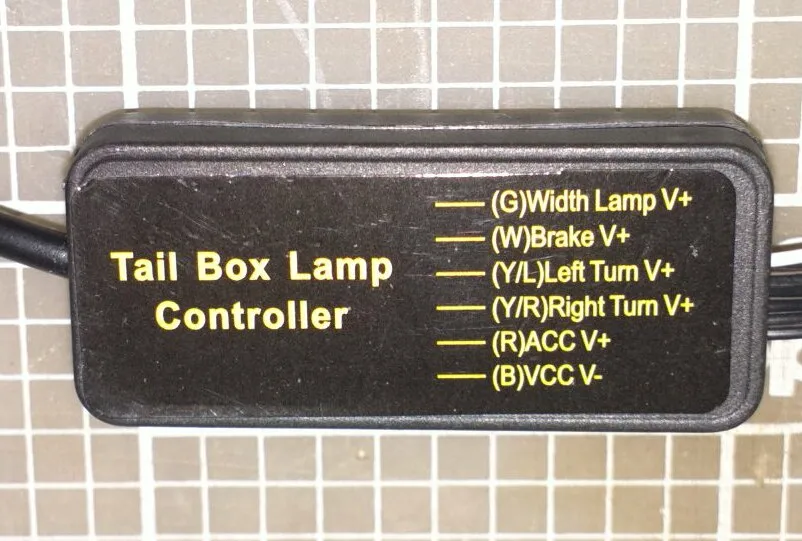 Tail Box Lamp
Controller
(G)Width Lamp V+
(W)Brake V+
(Y/L)Left Turn V+
(Y/R)Right Turn V+
(R)ACC V+
(B)VCC V-